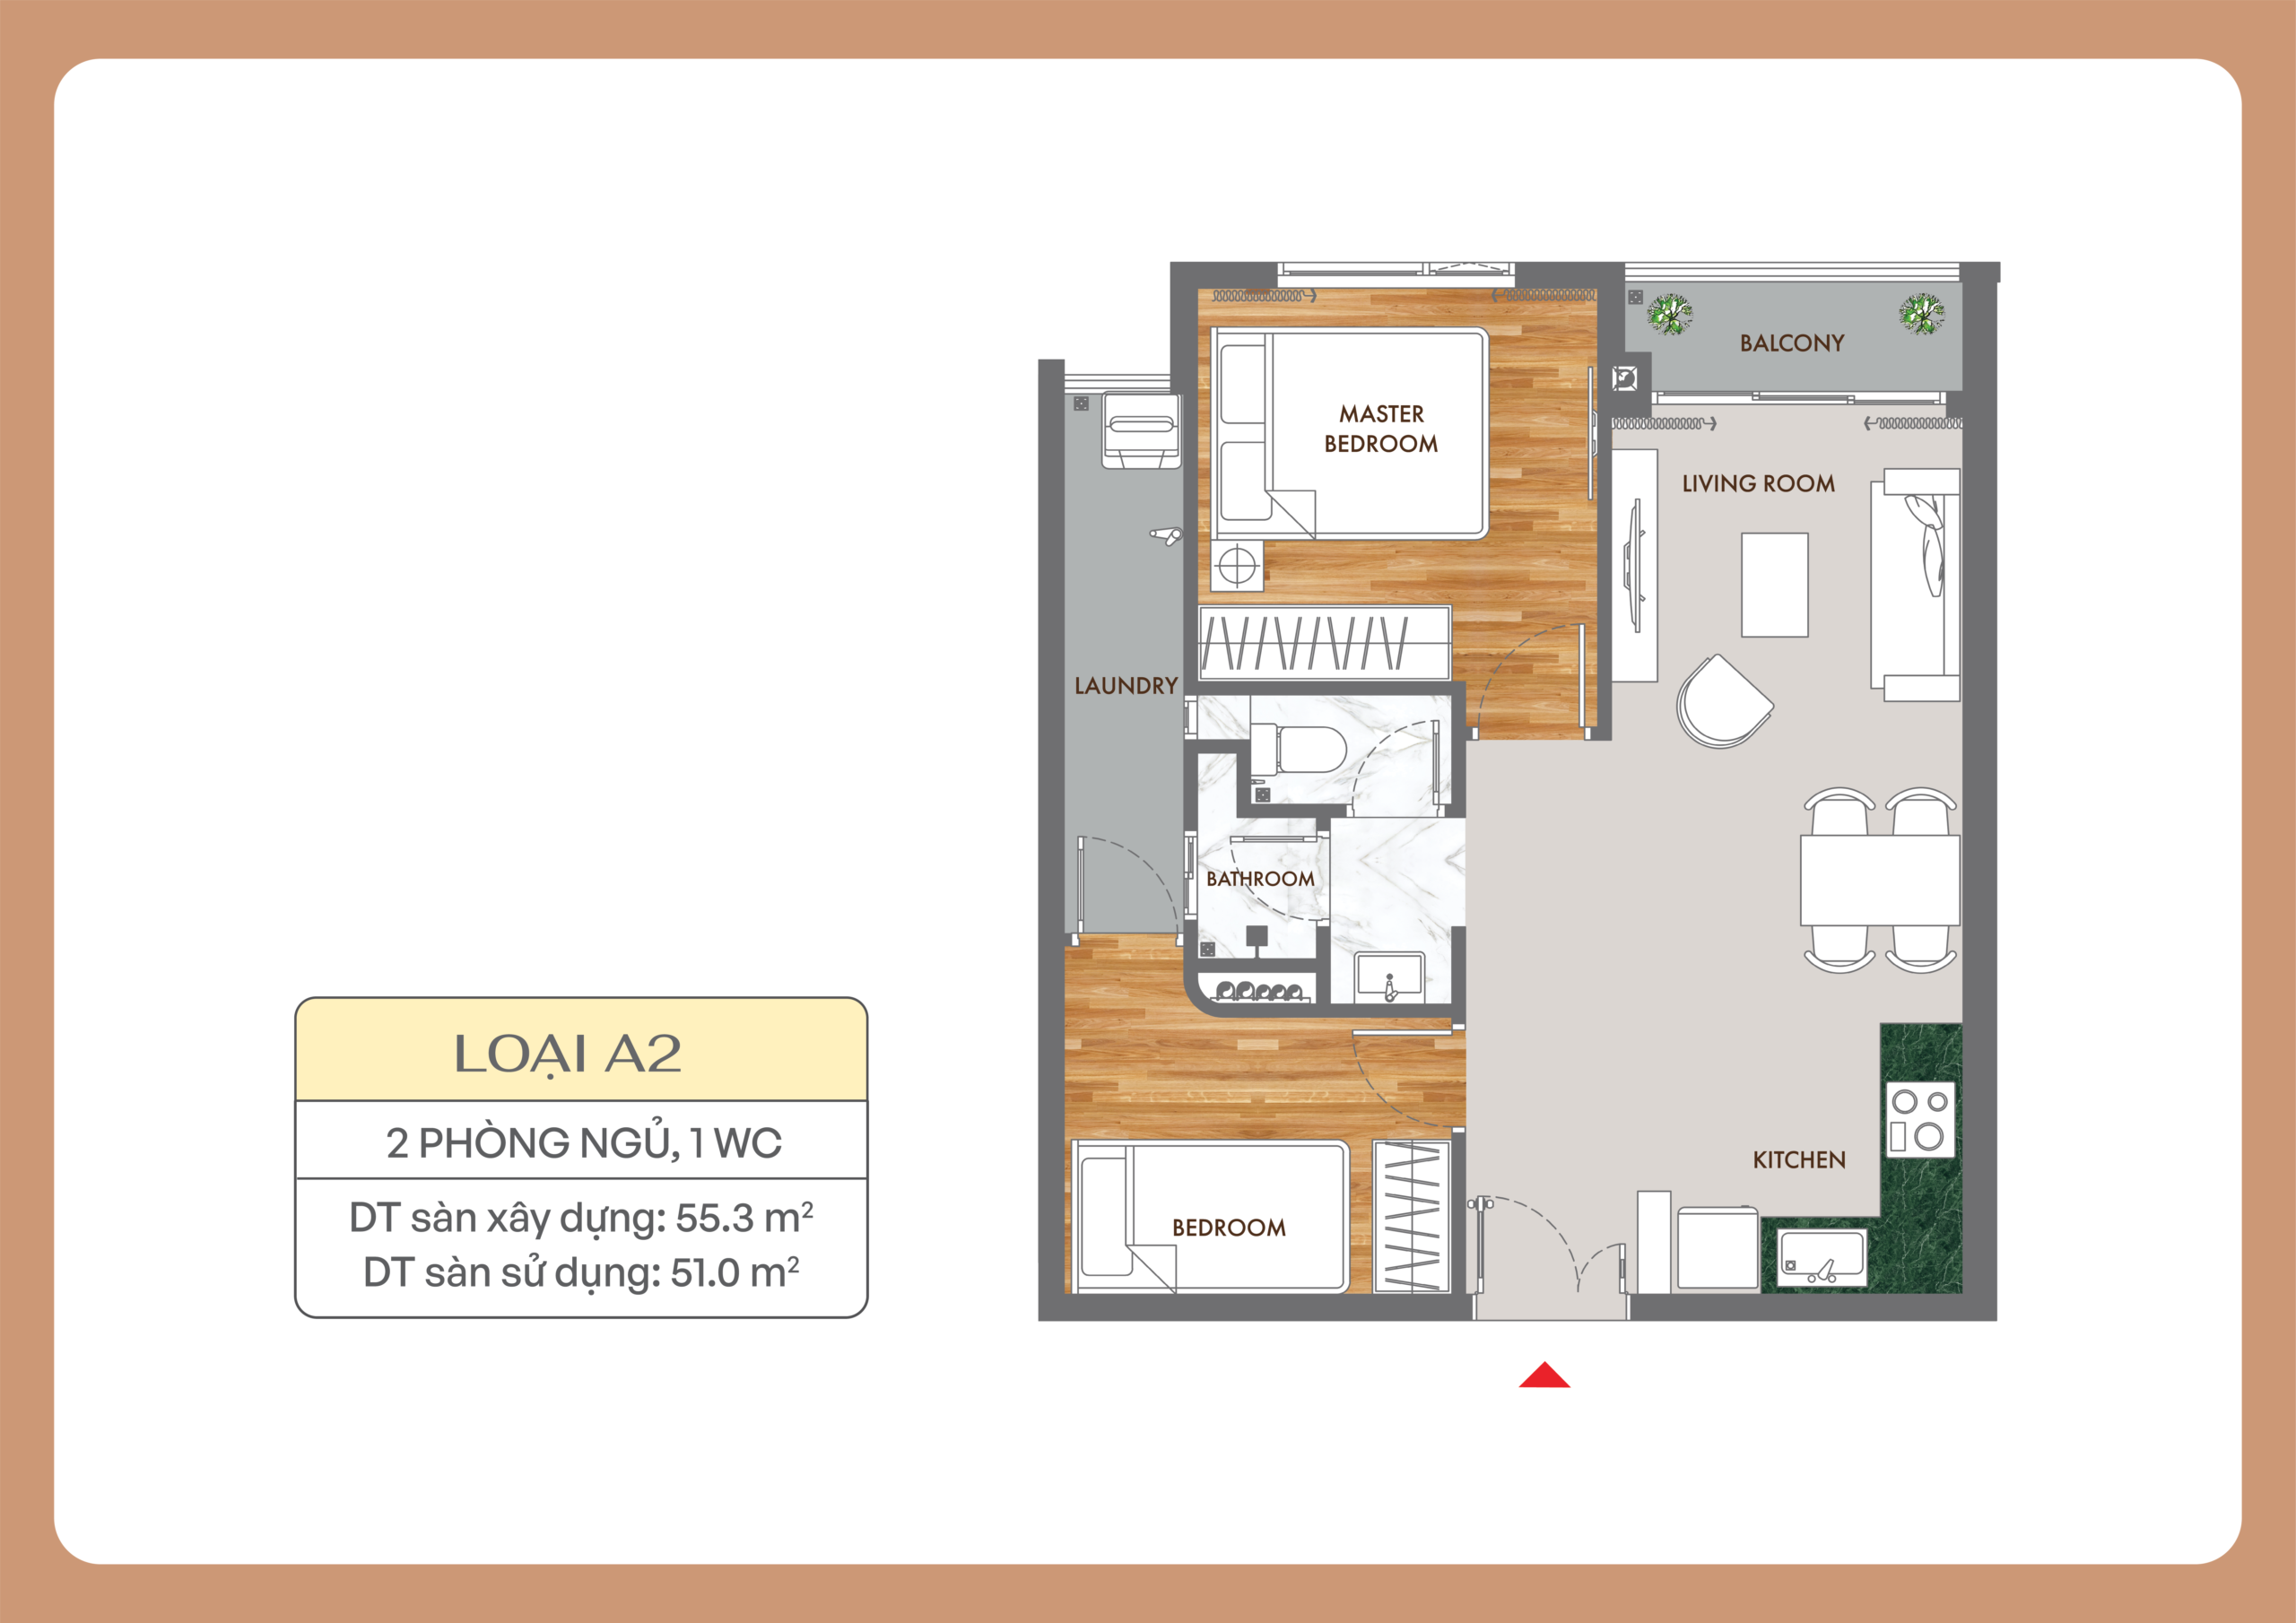 LOẠI A2
2 PHÒNG NGỦ, 1 WC
DT sàn xây dựng: 55.3 m²
DT sàn sử dụng: 51.0 m²
BALCONY
MASTER
BEDROOM
LIVING ROOM
LAUNDRY
BATHROOM
KITCHEN
BEDROOM